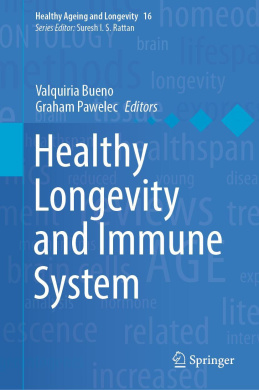 Healthy Ageing and Longevity 16
Series Editor: Suresh I. S. Rattan
Valquiria Bueno
Graham Pawelec Editors
Healthy
Longevity
and Immune
System
Springer